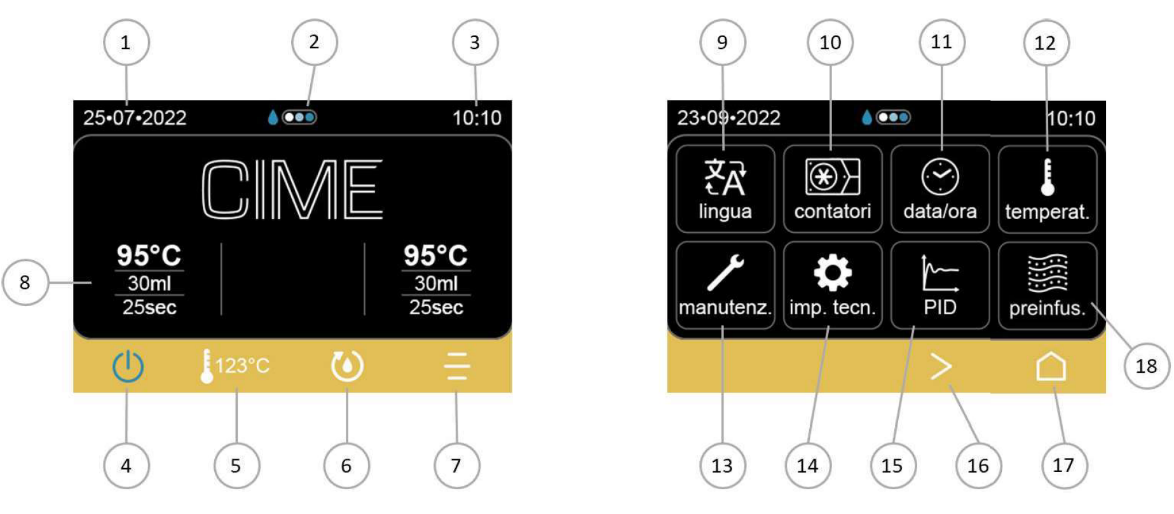 1 2 3
25•07•2022 10:10
CIME
95°C 95°C
30ml 30ml
25sec 25sec
8
123°C
4 5 6 7
9 10 11 12
23•09•2022 10:10
文A
lingua contatori data/ora temperat.
manutenz. imp. tecn. PID preinfus.
18
13 14 15 16 17